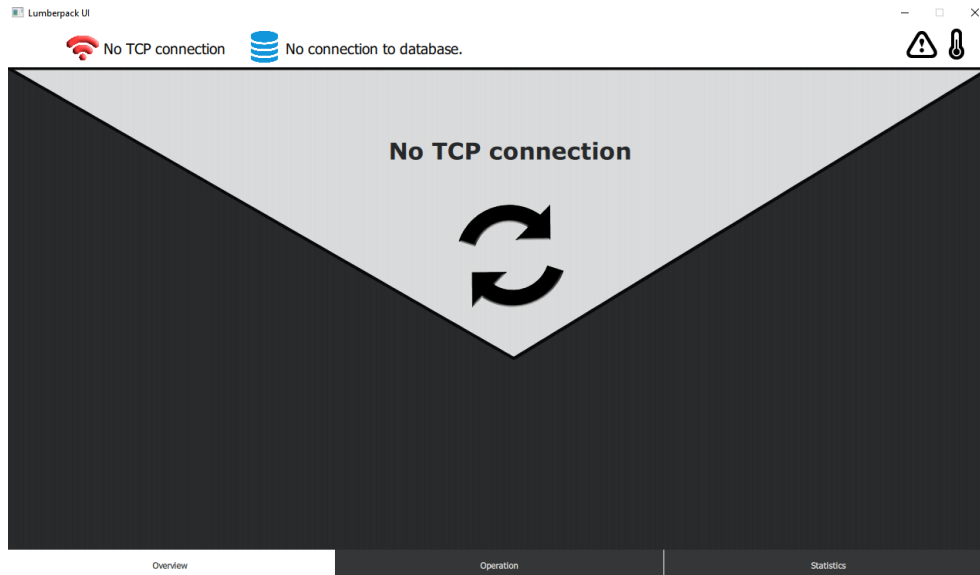 Lumberpack UI
No TCP connection
No connection to database.
No TCP connection
Overview
Operation
Statistics